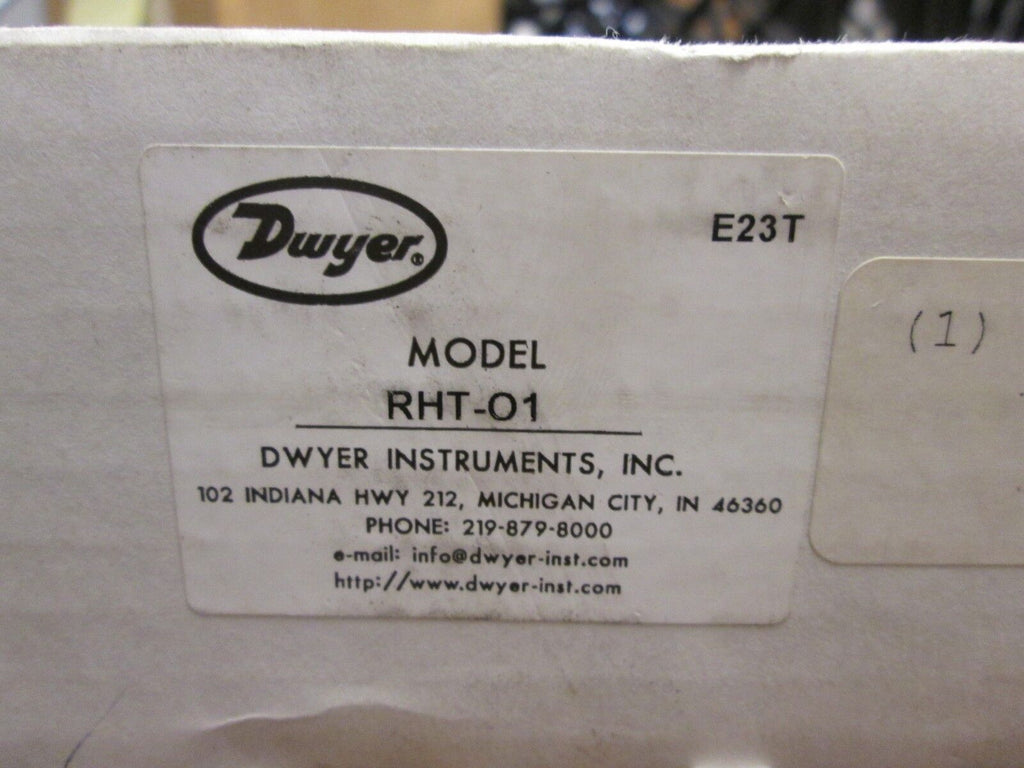 Dwyer®
E23T
MODEL
RHT-O1
DWYER INSTRUMENTS, INC.
102 INDIANA HWY 212, MICHIGAN CITY, IN 46360
PHONE: 219-879-8000
e-mail: info@dwyer-inst.com
http://www.dwyer-inst.com
(1)